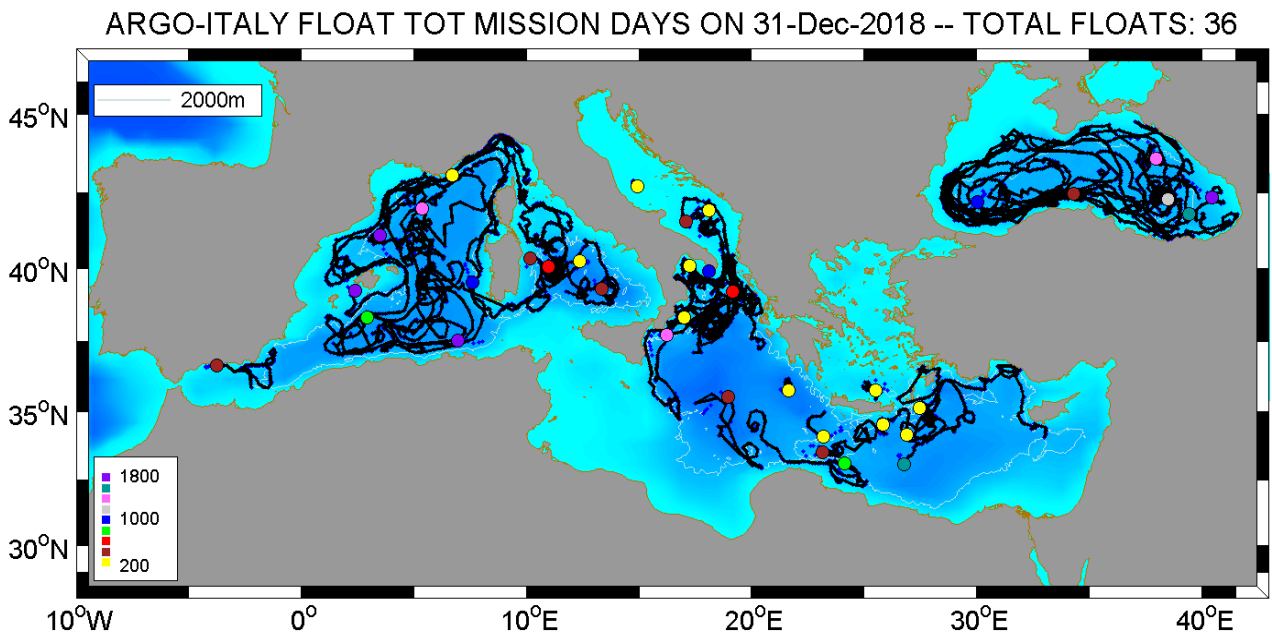 ARGO-ITALY FLOAT TOT MISSION DAYS ON 31-Dec-2018 -- TOTAL FLOATS: 36
45°N
2000m
40°N
35°N
1800
1000
30°N
200
10°W
0°
10°E
20°E
30°E
40°E